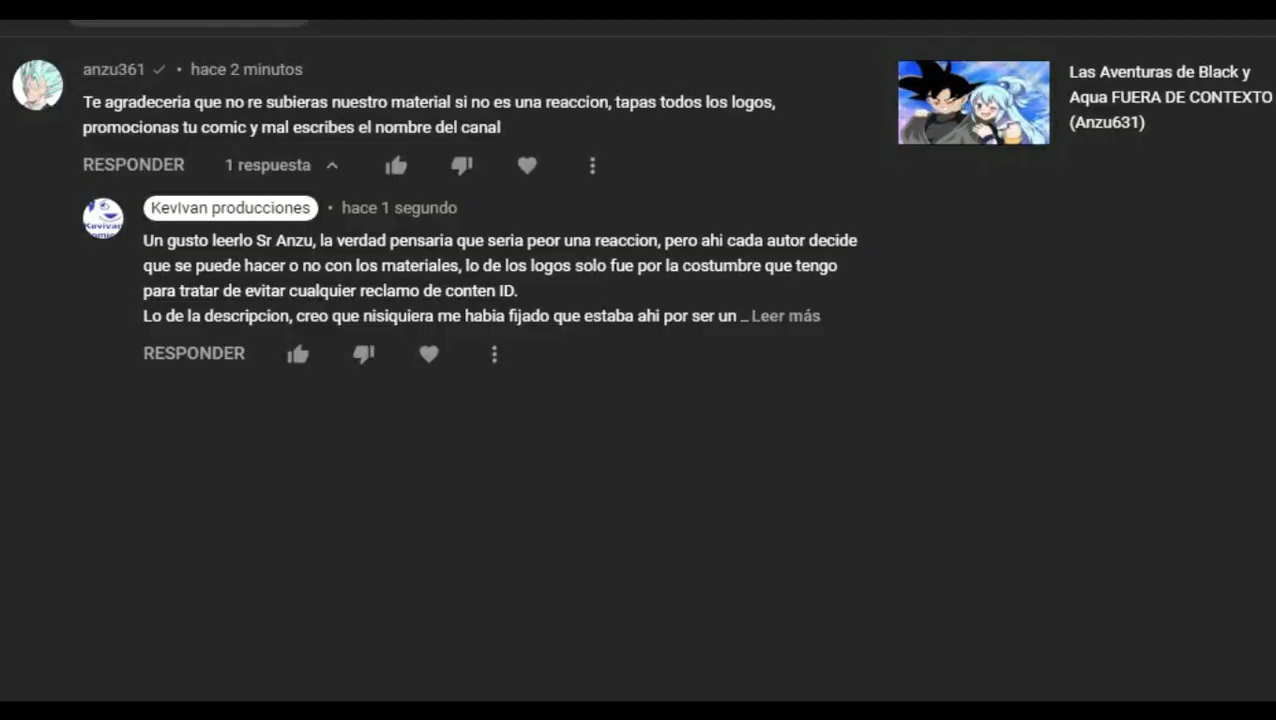 anzu361 • hace 2 minutos
Te agradeceria que no re subieras nuestro material si no es una reaccion, tapas todos los logos,
promocionas tu comic y mal escribes el nombre del canal
RESPONDER 1 respuesta
KevIvan producciones • hace 1 segundo
Un gusto leerlo Sr Anzu, la verdad pensaria que seria peor una reaccion, pero ahi cada autor decide
que se puede hacer o no con los materiales, lo de los logos solo fue por la costumbre que tengo
para tratar de evitar cualquier reclamo de conten ID.
Lo de la descripcion, creo que nisiquiera me habia fijado que estaba ahi por ser un ... Leer más
RESPONDER
Las Aventuras de Black y
Aqua FUERA DE CONTEXTO
(Anzu631)